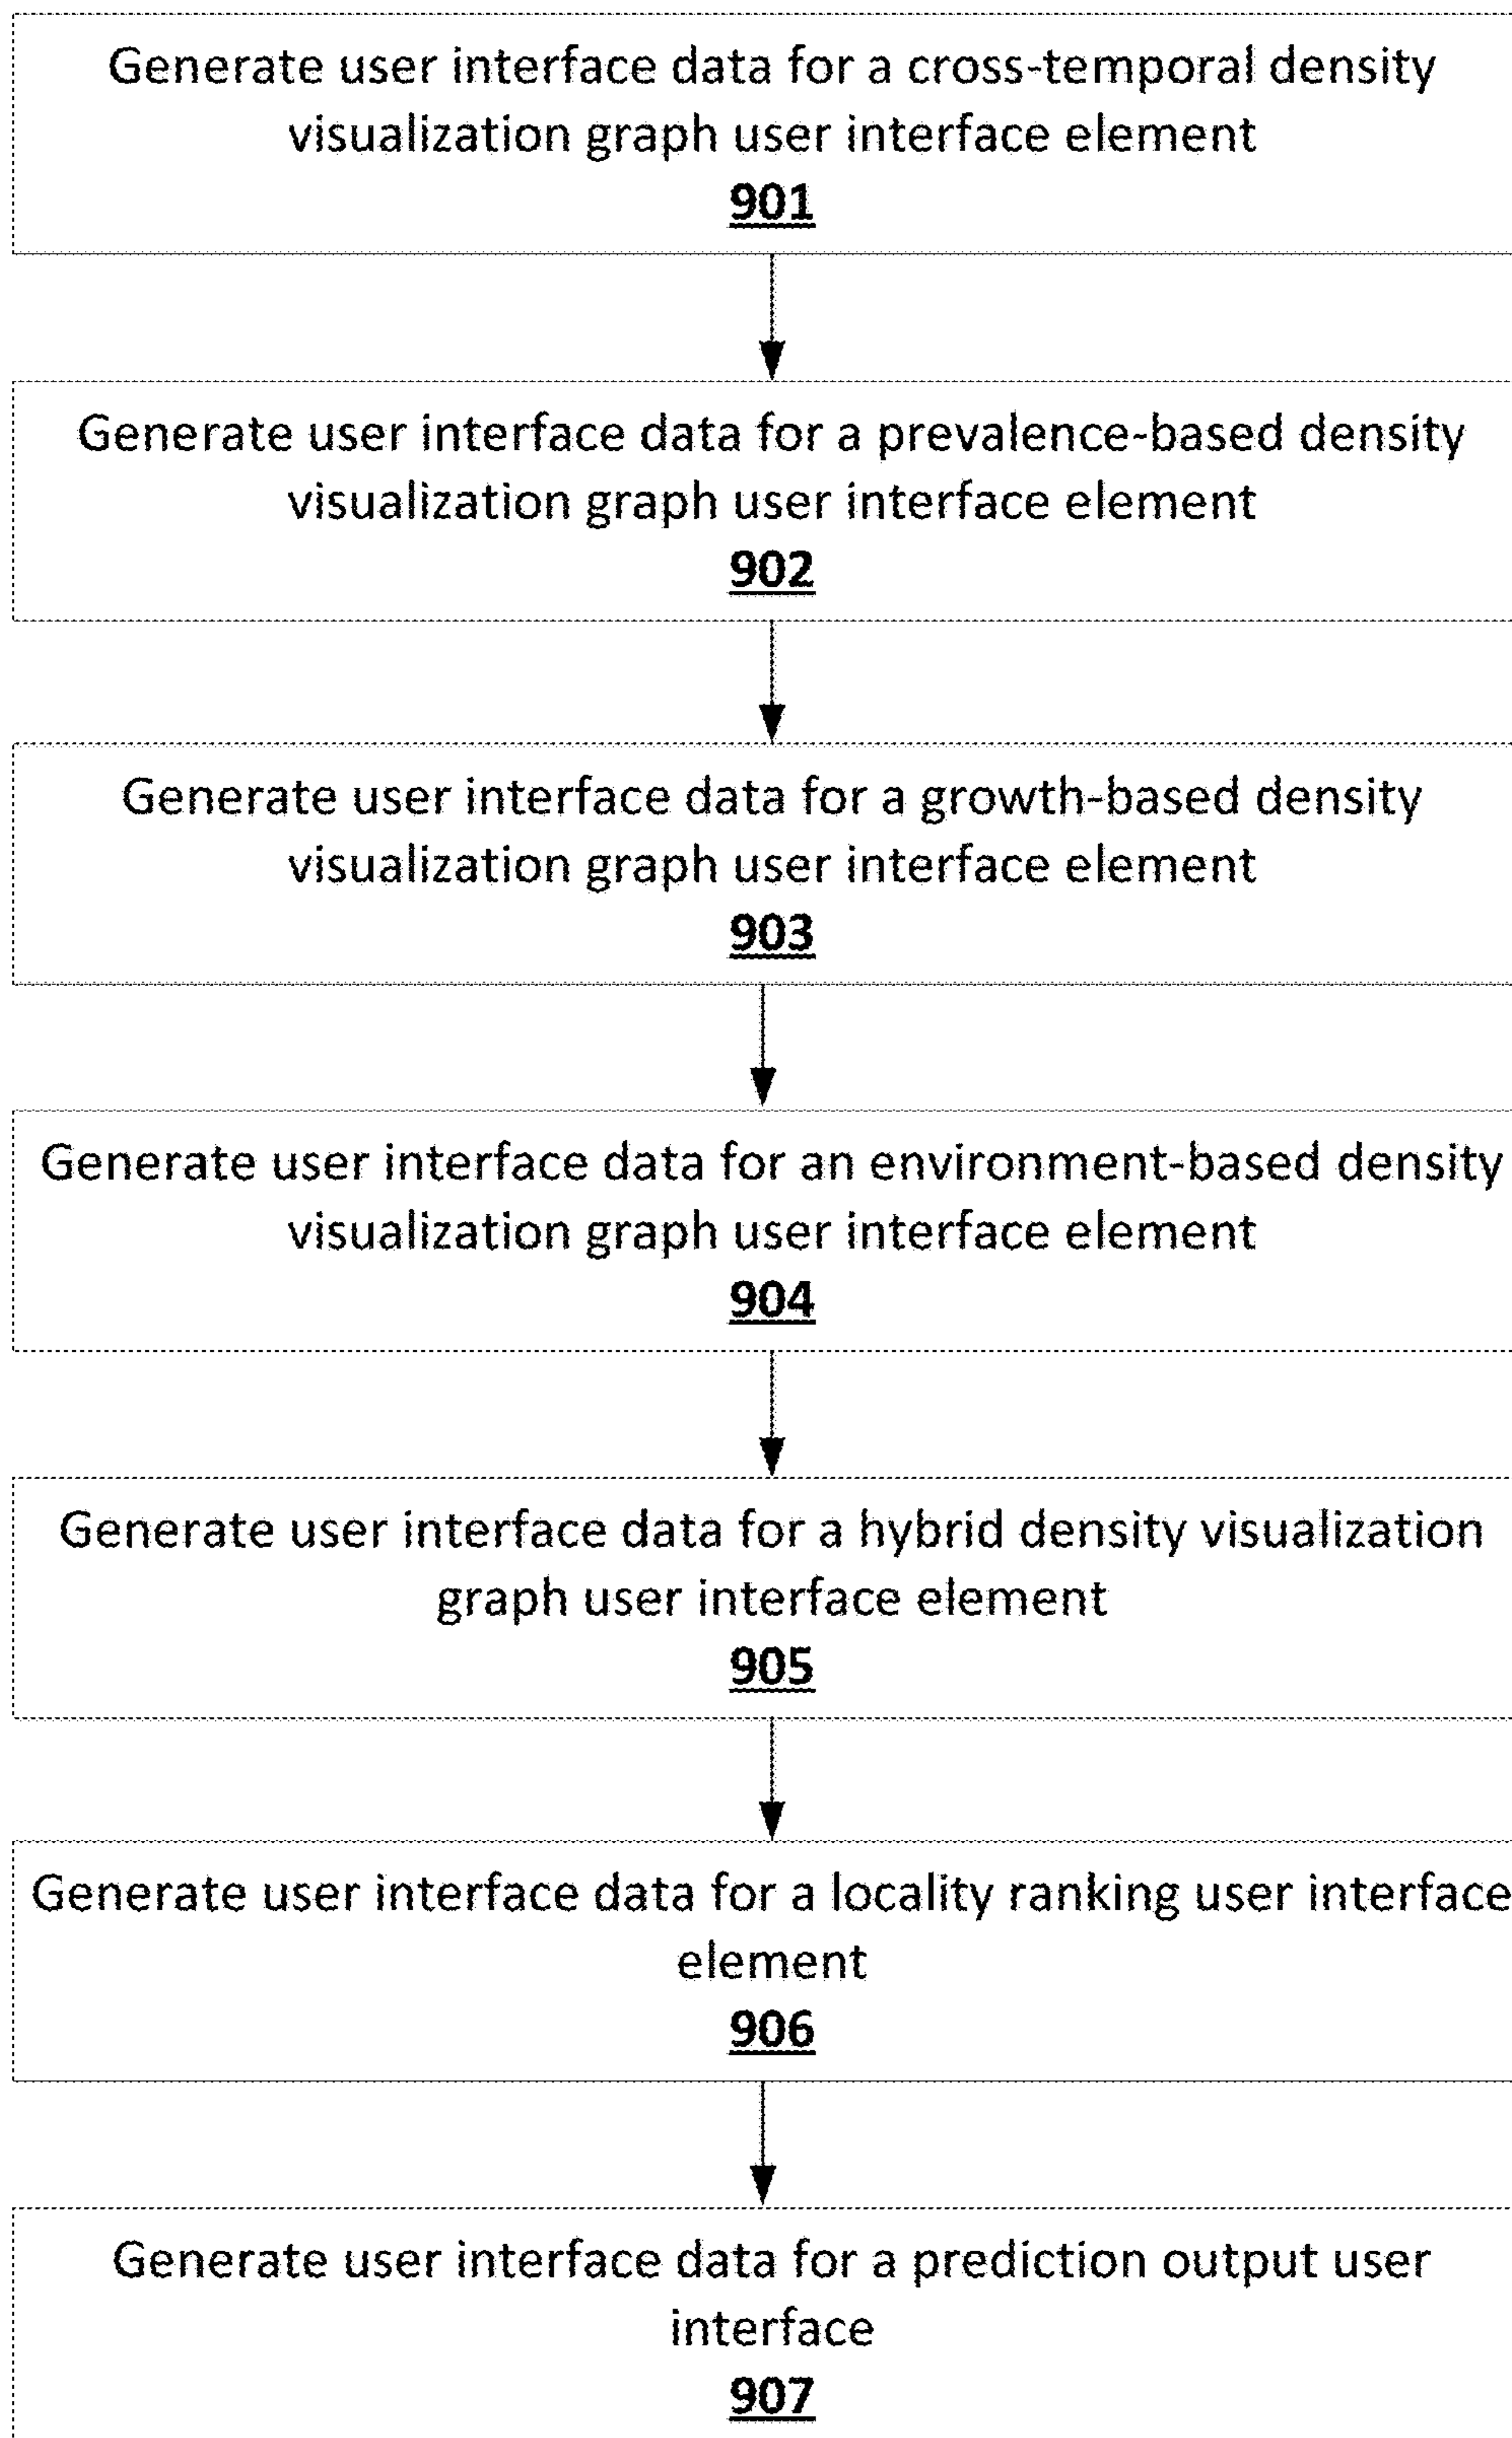 Generate user interface data for a cross-temporal density
visualization graph user interface element
901
Generate user interface data for a prevalence-based density
visualization graph user interface element
902
Generate user interface data for a growth-based density
visualization graph user interface element
903
Generate user interface data for an environment-based density
visualization graph user interface element
904
Generate user interface data for a hybrid density visualization
graph user interface element
905
Generate user interface data for a locality ranking user interface
element
906
Generate user interface data for a prediction output user
interface
907